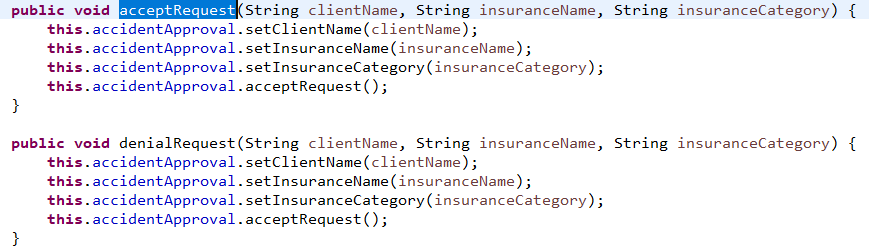 public void acceptRequest(String clientName, String insuranceName, String insuranceCategory) {
this.accidentApproval.setClientName(clientName);
this.accidentApproval.setInsuranceName(insuranceName);
this.accidentApproval.setInsuranceCategory(insuranceCategory);
this.accidentApproval.acceptRequest();
}
public void denialRequest(String clientName, String insuranceName, String insuranceCategory) {
this.accidentApproval.setClientName(clientName);
this.accidentApproval.setInsuranceName(insuranceName);
this.accidentApproval.setInsuranceCategory(insuranceCategory);
this.accidentApproval.acceptRequest();
}